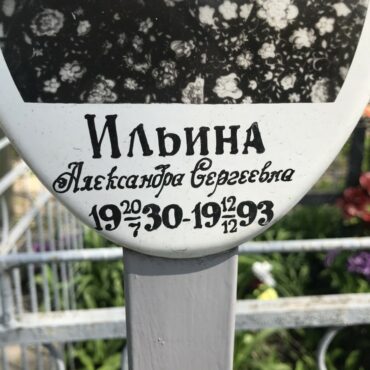 Ильина
Александра Сергеевна
19 20/7 30-19 12/12 93